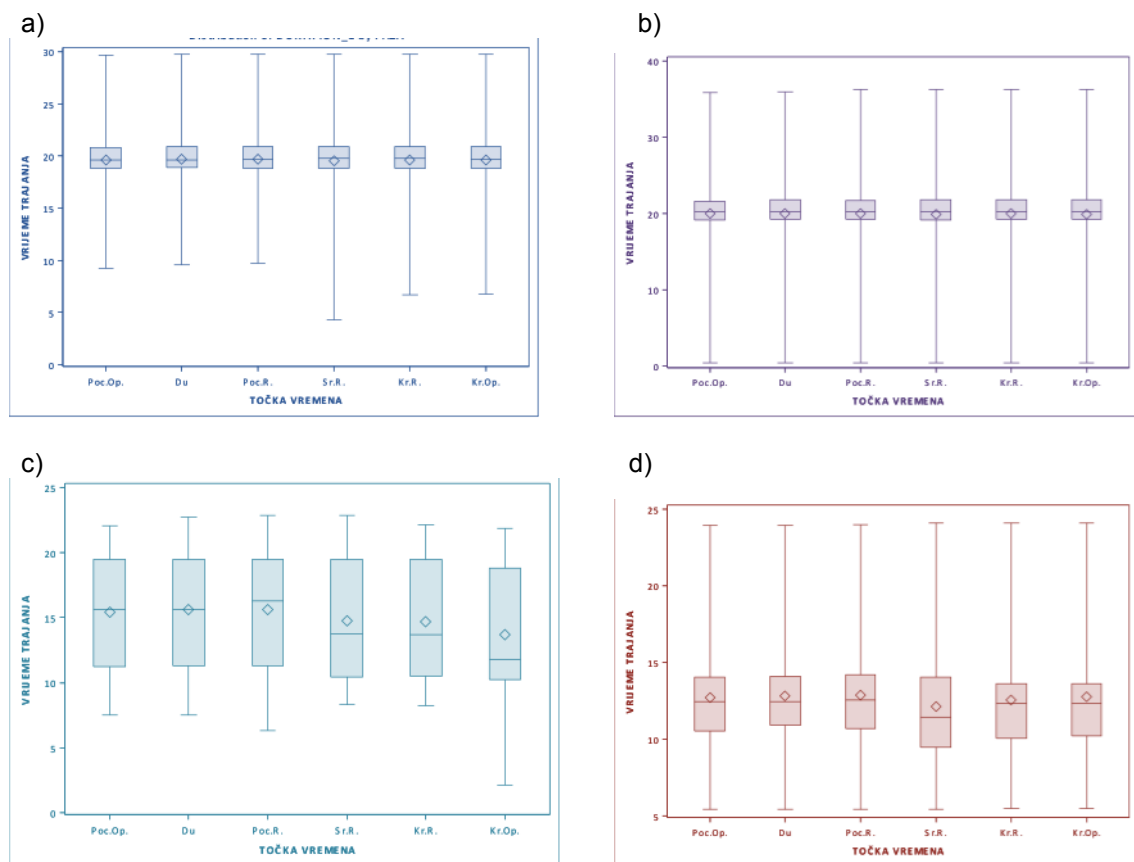 a)
30
25
20
15
10
5
0
VRIJEME TRAJANJA
Poc.Op. Du Poc.R. Sr.R. Kr.R. Kr.Op.
TOČKA VREMENA
b)
40
30
20
10
0
VRIJEME TRAJANJA
Poc.Op. Du Poc.R. Sr.R. Kr.R. Kr.Op.
TOČKA VREMENA
c)
25
20
15
10
5
0
VRIJEME TRAJANJA
Poc.Op. Du Poc.R. Sr.R. Kr.R. Kr.Op.
TOČKA VREMENA
d)
25
20
15
10
5
VRIJEME TRAJANJA
Poc.Op. Du Poc.R. Sr.R. Kr.R. Kr.Op.
TOČKA VREMENA